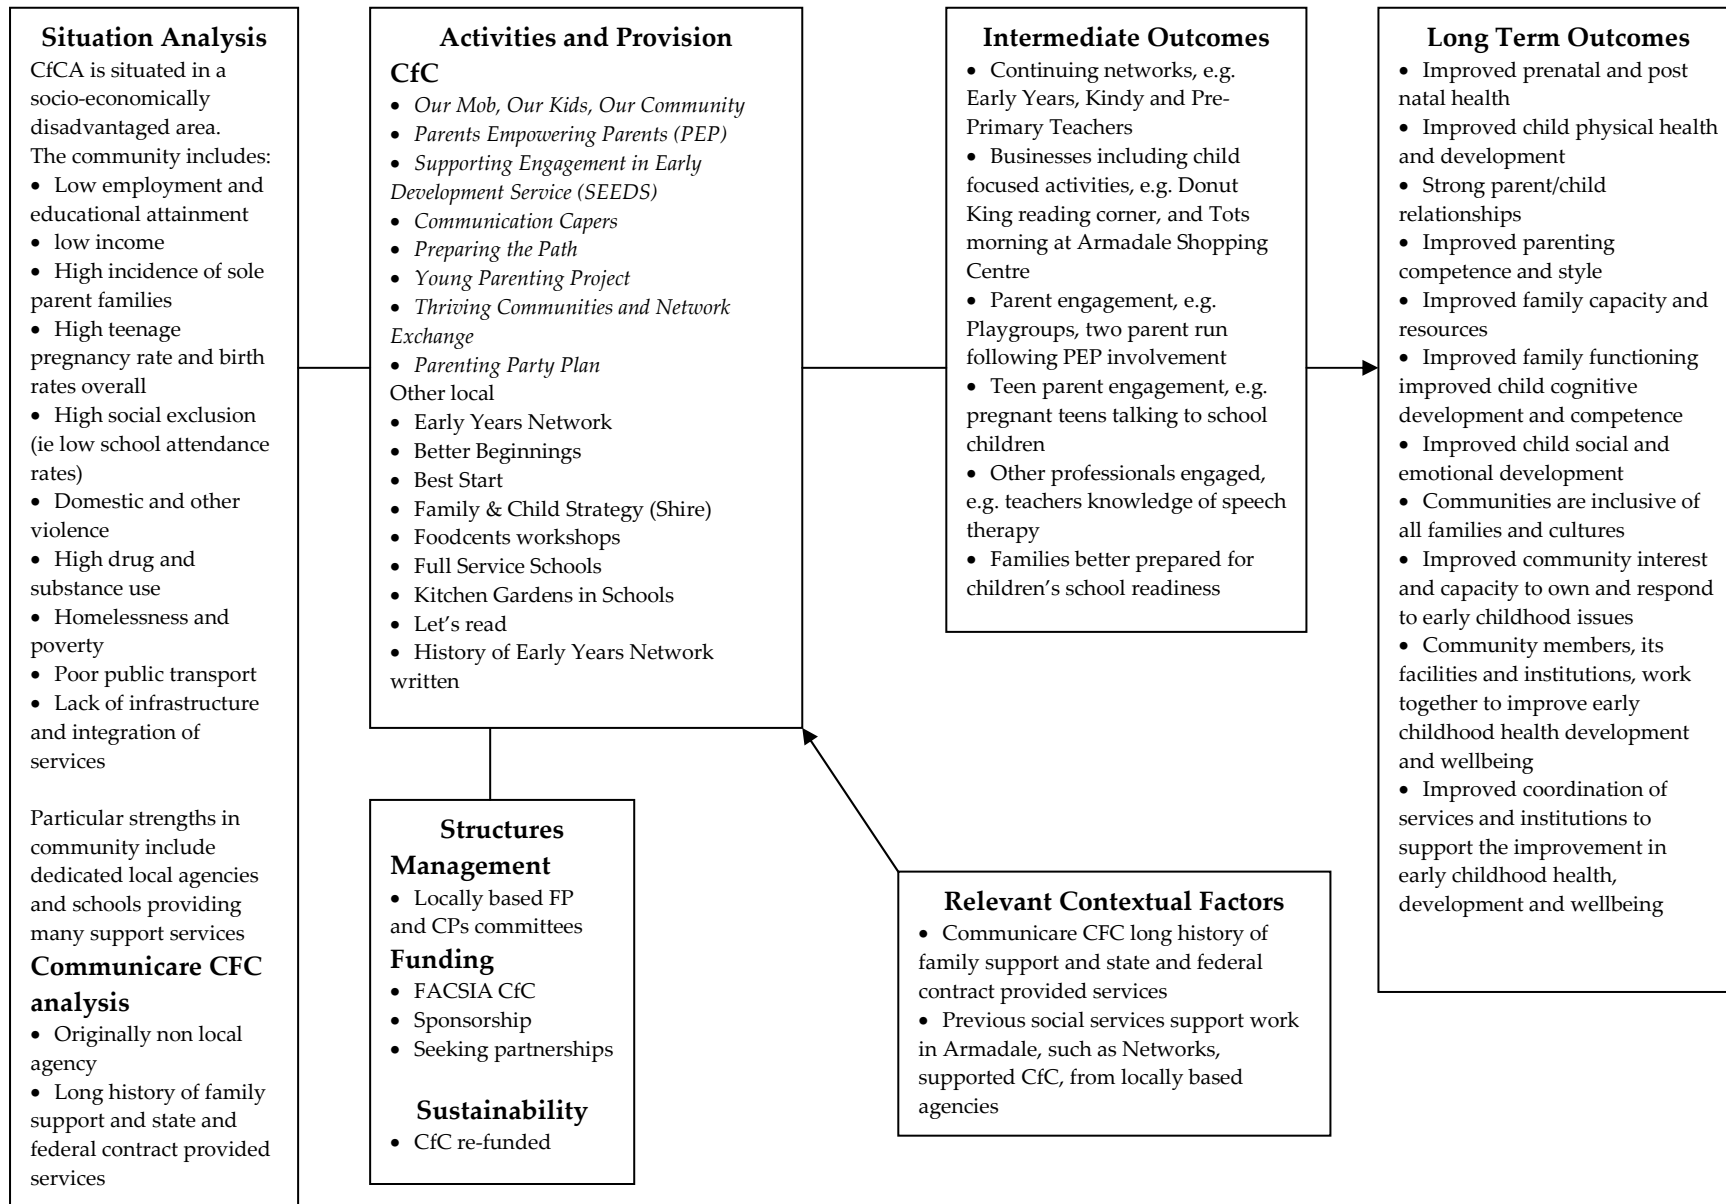 Situation Analysis
CfCA is situated in a
socio-economically
disadvantaged area.
The community includes:
• Low employment and
educational attainment
• low income
• High incidence of sole
parent families
• High teenage
pregnancy rate and birth
rates overall
• High social exclusion
(ie low school attendance
rates)
• Domestic and other
violence
• High drug and
substance use
• Homelessness and
poverty
• Poor public transport
• Lack of infrastructure
and integration of
services
Particular strengths in
community include
dedicated local agencies
and schools providing
many support services
Communicare CFC
analysis
• Originally non local
agency
• Long history of family
support and state and
federal contract provided
services
Activities and Provision
CfC
• Our Mob, Our Kids, Our Community
• Parents Empowering Parents (PEP)
• Supporting Engagement in Early
Development Service (SEEDS)
• Communication Capers
• Preparing the Path
• Young Parenting Project
• Thriving Communities and Network
Exchange
• Parenting Party Plan
Other local
• Early Years Network
• Better Beginnings
• Best Start
• Family & Child Strategy (Shire)
• Foodcents workshops
• Full Service Schools
• Kitchen Gardens in Schools
• Let’s read
• History of Early Years Network
written
Structures
Management
• Locally based FP
and CPs committees
Funding
• FACSIA CfC
• Sponsorship
• Seeking partnerships
Sustainability
• CfC re-funded
Intermediate Outcomes
• Continuing networks, e.g.
Early Years, Kindy and Pre-
Primary Teachers
• Businesses including child
focused activities, e.g. Donut
King reading corner, and Tots
morning at Armadale Shopping
Centre
• Parent engagement, e.g.
Playgroups, two parent run
following PEP involvement
• Teen parent engagement, e.g.
pregnant teens talking to school
children
• Other professionals engaged,
e.g. teachers knowledge of speech
therapy
• Families better prepared for
children’s school readiness
Relevant Contextual Factors
• Communicare CFC long history of
family support and state and federal
contract provided services
• Previous social services support work
in Armadale, such as Networks,
supported CfC, from locally based
agencies
Long Term Outcomes
• Improved prenatal and post
natal health
• Improved child physical health
and development
• Strong parent/child
relationships
• Improved parenting
competence and style
• Improved family capacity and
resources
• Improved family functioning
improved child cognitive
development and competence
• Improved child social and
emotional development
• Communities are inclusive of
all families and cultures
• Improved community interest
and capacity to own and respond
to early childhood issues
• Community members, its
facilities and institutions, work
together to improve early
childhood health development
and wellbeing
• Improved coordination of
services and institutions to
support the improvement in
early childhood health,
development and wellbeing